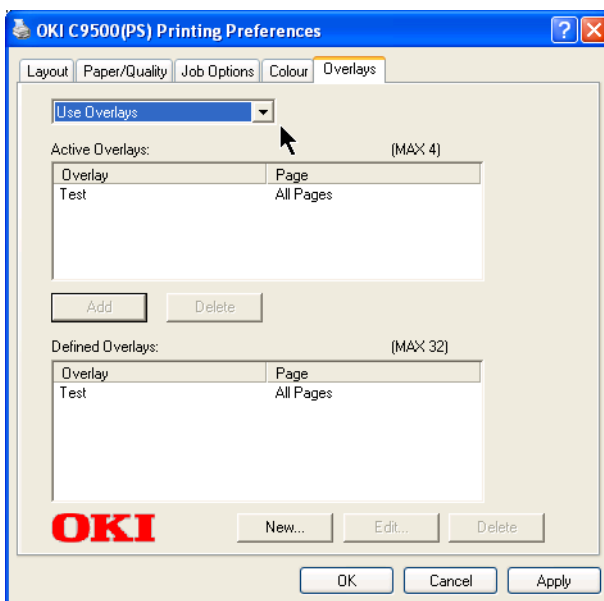 OKI C9500(PS) Printing Preferences
Layout Paper/Quality Job Options Colour Overlays
Use Overlays
Active Overlays: (MAX 4)
Overlay Page
Test All Pages
Add Delete
Defined Overlays: (MAX 32)
Overlay Page
Test All Pages
OKI New... Edit... Delete
OK Cancel Apply